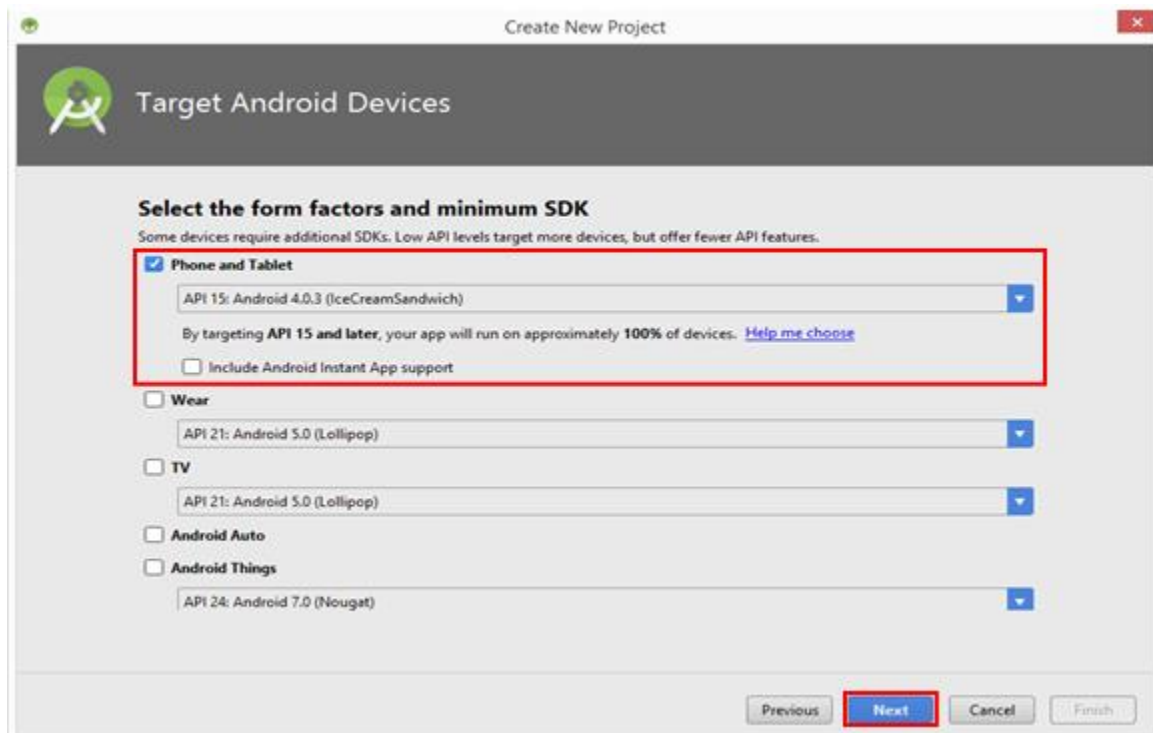 Create New Project
Target Android Devices
Select the form factors and minimum SDK
Some devices require additional SDKs. Low API levels target more devices, but offer fewer API features.
Phone and Tablet
API 15: Android 4.0.3 (IceCreamSandwich)
By targeting API 15 and later, your app will run on approximately 100% of devices. Help me choose
Include Android Instant App support
Wear
API 21: Android 5.0 (Lollipop)
TV
API 21: Android 5.0 (Lollipop)
Android Auto
Android Things
API 24: Android 7.0 (Nougat)
Previous Next Cancel Finish